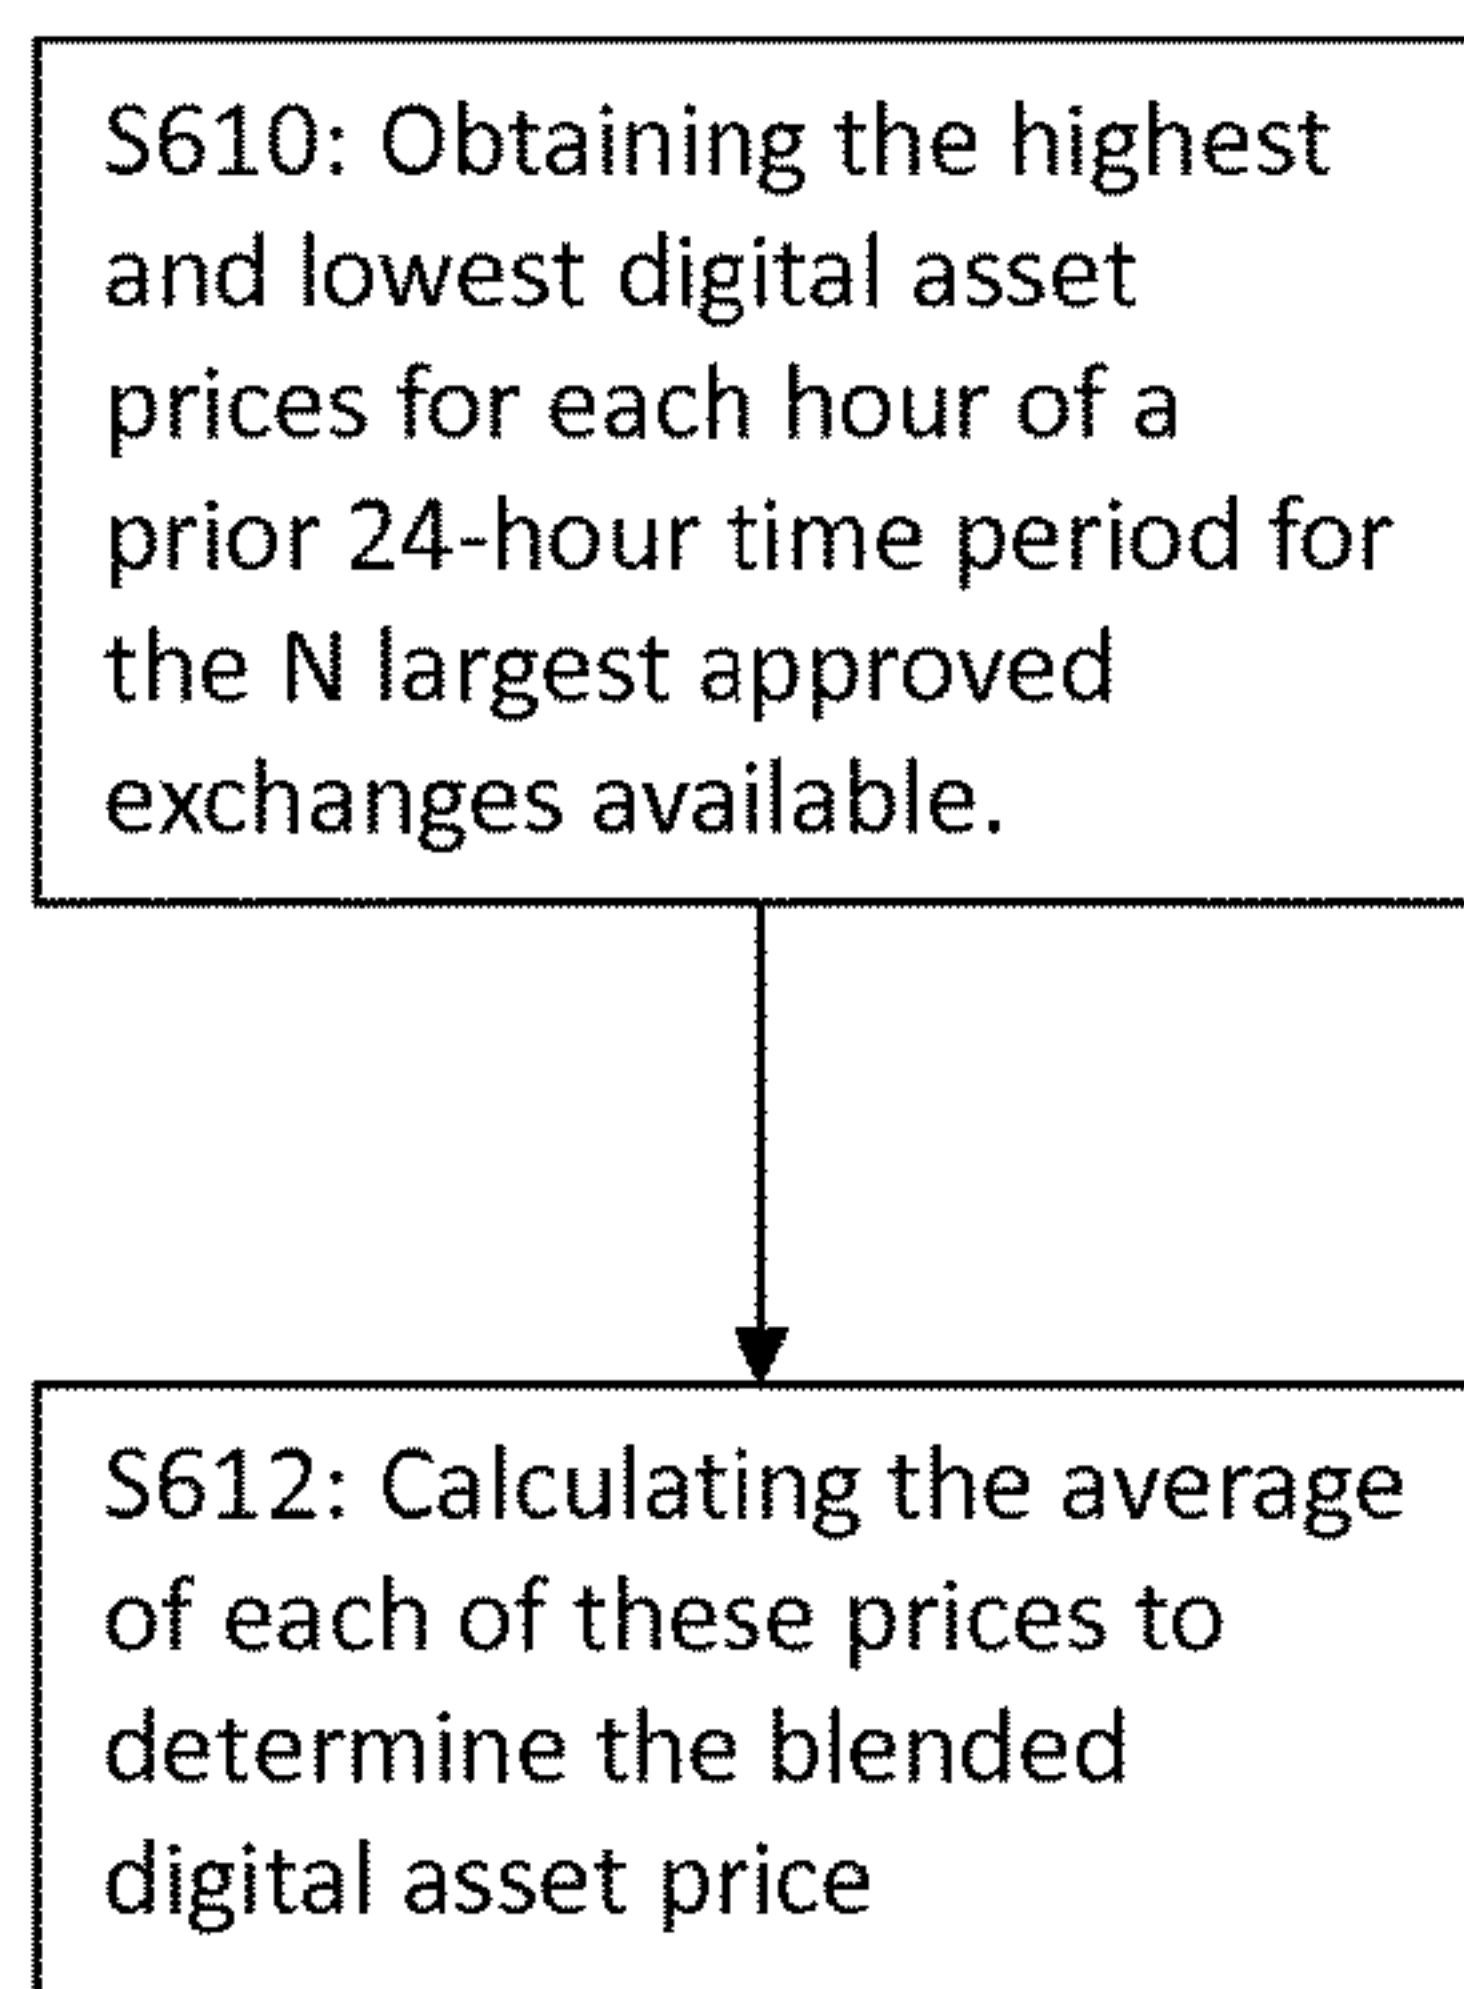 S610: Obtaining the highest
and lowest digital asset
prices for each hour of a
prior 24-hour time period for
the N largest approved
exchanges available.
S612: Calculating the average
of each of these prices to
determine the blended
digital asset price